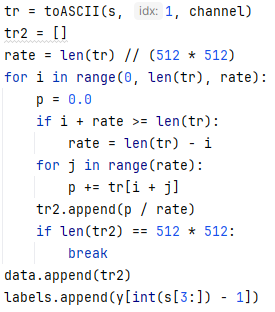 tr = toASCII(s, idx: 1, channel)
tr2 = []
rate = len(tr) // (512 * 512)
for i in range(0, len(tr), rate):
    p = 0.0
    if i + rate >= len(tr):
        rate = len(tr) - i
    for j in range(rate):
        p += tr[i + j]
    tr2.append(p / rate)
    if len(tr2) == 512 * 512:
        break
data.append(tr2)
labels.append(y[int(s[3:]) - 1])